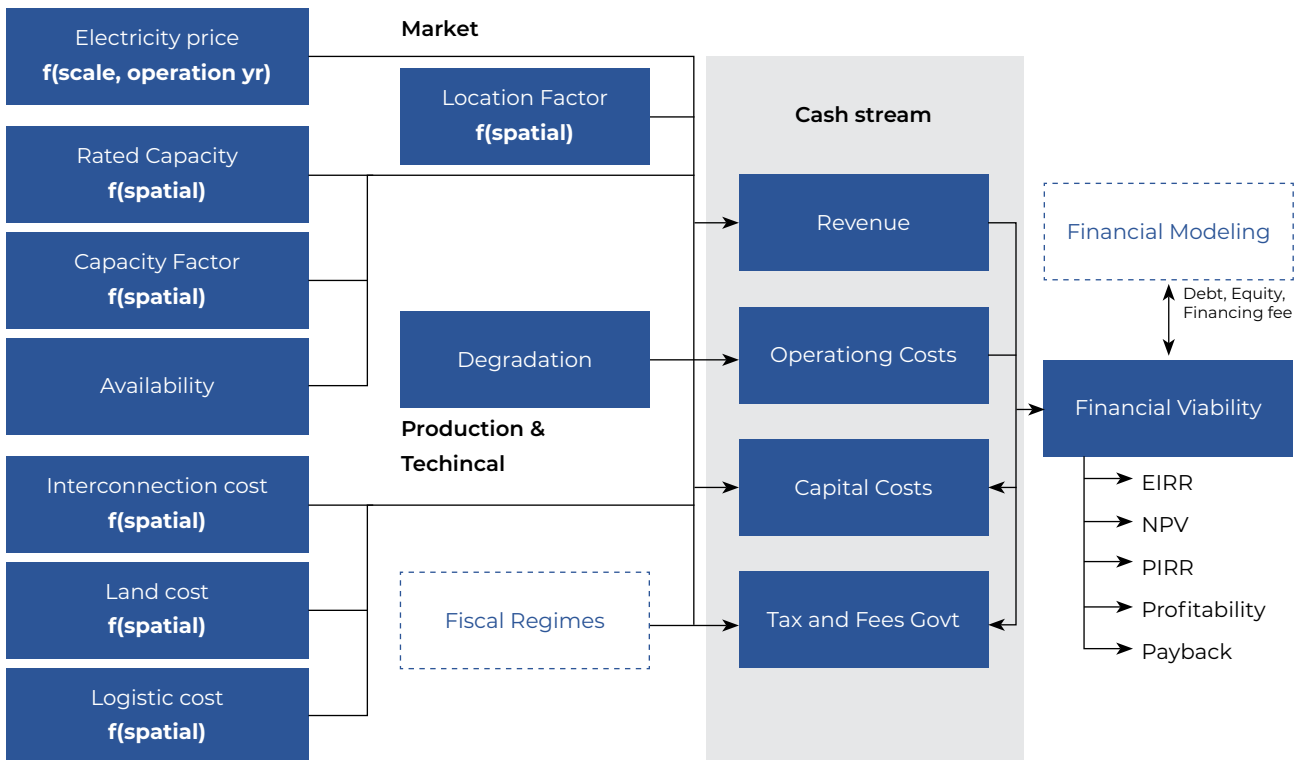 Electricity price
f(scale, operation yr)
Rated Capacity
f(spatial)
Capacity Factor
f(spatial)
Availability
Interconnection cost
f(spatial)
Land cost
f(spatial)
Logistic cost
f(spatial)
Market
Location Factor
f(spatial)
Degradation
Production &
Techincal
Fiscal Regimes
Cash stream
Revenue
Operationg Costs
Capital Costs
Tax and Fees Govt
Financial Modeling
Debt, Equity,
Financing fee
Financial Viability
EIRR
NPV
PIRR
Profitability
Payback